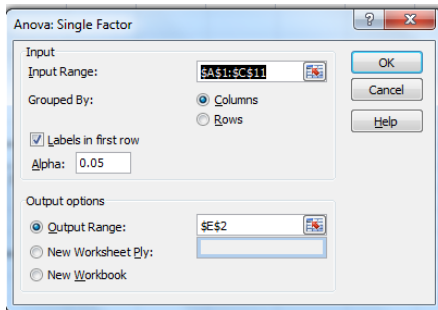 Anova: Single Factor
Input
Input Range:
$A$1:$C$11
OK
Grouped By:
Columns
Cancel
Rows
Help
Labels in first row
Alpha:
0.05
Output options
Output Range:
$E$2
New Worksheet Ply:
New Workbook